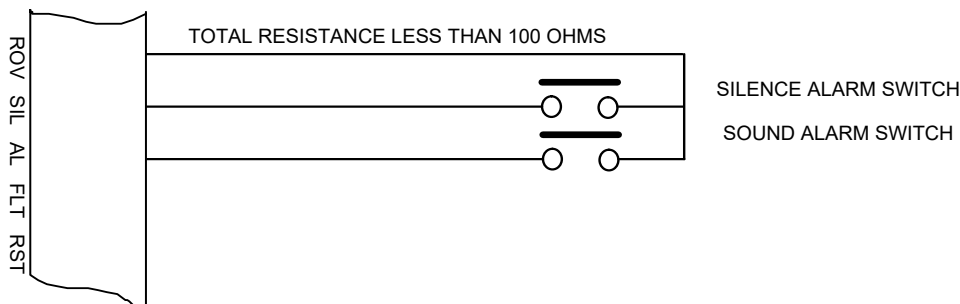 TOTAL RESISTANCE LESS THAN 100 OHMS
ROV SIL AL FLT RST
SILENCE ALARM SWITCH
SOUND ALARM SWITCH